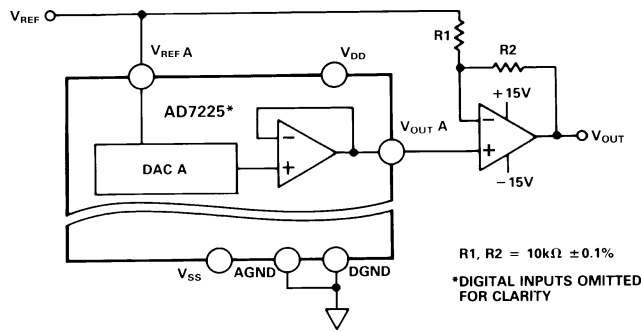 VREF
R1
VREF A
VDD
R2
+15V
AD7225*
VOUT A
−
−
+
+
VOUT
DAC A
−15V
VSS
AGND
DGND
R1, R2 = 10kΩ ±0.1%
*DIGITAL INPUTS OMITTED
FOR CLARITY